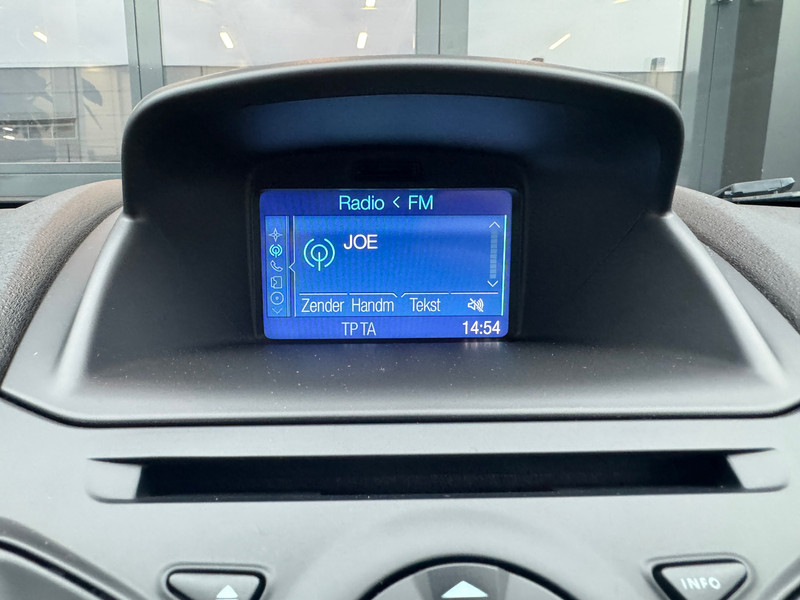 Radio < FM
JOE
Zender Handm Tekst
TP TA 14:54
INFO